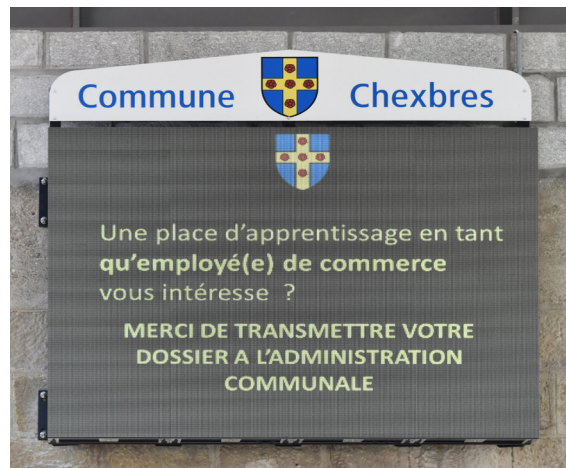 Commune Chexbres
Une place d'apprentissage en tant
qu'employé(e) de commerce
vous intéresse ?
MERCI DE TRANSMETTRE VOTRE
DOSSIER A L'ADMINISTRATION
COMMUNALE